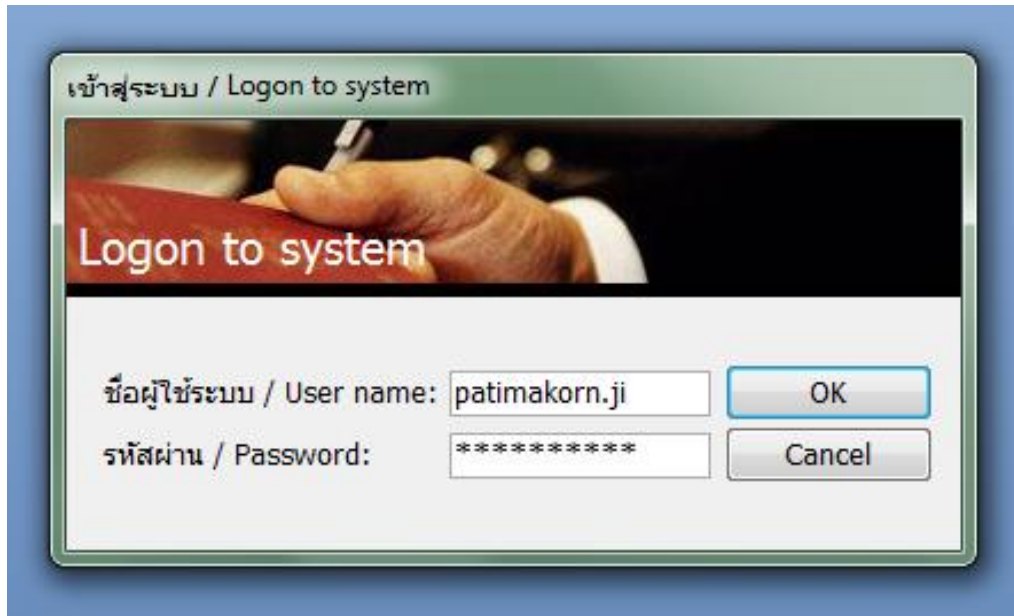 เข้าสู่ระบบ / Logon to system
Logon to system
ชื่อผู้ใช้ระบบ / User name: patimakorn.ji OK
รหัสผ่าน / Password: ********** Cancel